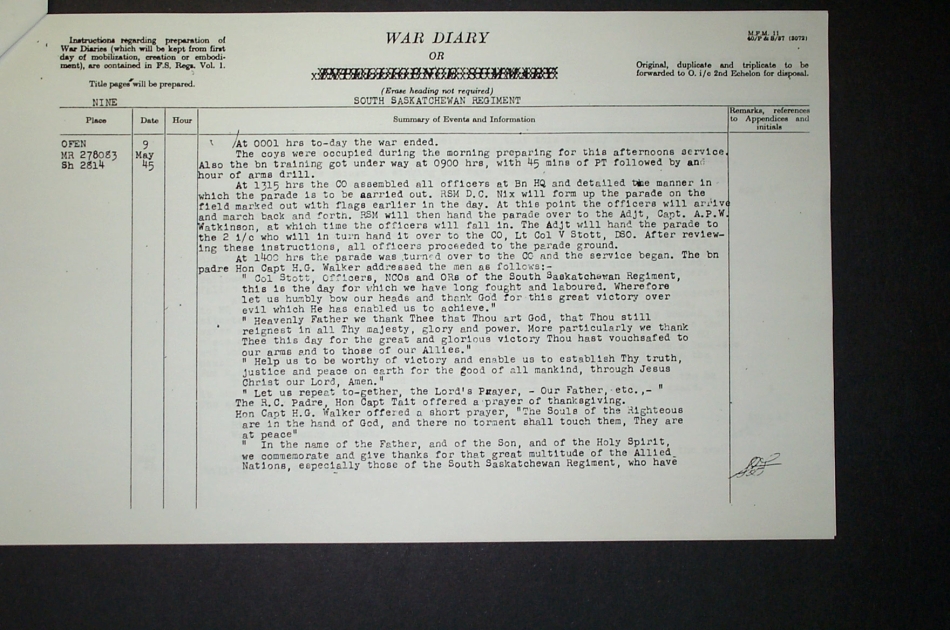 Instructions regarding preparation of
War Diaries (which will be kept from first
day of mobilization, creation or embodi-
ment), are contained in F.S. Regs. Vol. 1.
Title pages will be prepared.
WAR DIARY
OR
INTELLIGENCE SUMMARY
(Erase heading not required)
SOUTH SASKATCHEWAN REGIMENT
M.F.M. 11
Original, duplicate and triplicate to be
forwarded to O. i/c 2nd Echelon for disposal.
NINE
Place Date Hour Summary of Events and Information Remarks, references
to Appendices and
initials
OFEN 9 /At 0001 hrs to-day the war ended.
MR 278083 May The coys were occupied during the morning preparing for this afternoons service.
Sh 2814 45 Also the bn training got under way at 0900 hrs, with 45 mins of PT followed by and
hour of arms drill.
At 1315 hrs the CO assembled all officers at Bn HQ and detailed the manner in
which the parade is to be carried out. RSM D.C. Nix will form up the parade on the
field marked out with flags earlier in the day. At this point the officers will arrive
and march back and forth. RSM will then hand the parade over to the Adjt, Capt. A.P.W.
Watkinson, at which time the officers will fall in. The Adjt will hand the parade to
the 2 i/c who will in turn hand it over to the CO, Lt Col V Stott, DSO. After review-
ing these instructions, all officers proceeded to the parade ground.
At 1400 hrs the parade was turned over to the CO and the service began. The bn
padre Hon Capt H.G. Walker addressed the men as follows:-
" Col Stott, Officers, NCOs and ORs of the South Saskatchewan Regiment,
this is the day for which we have long fought and laboured. Wherefore
let us humbly bow our heads and thank God for this great victory over
evil which He has enabled us to achieve."
" Heavenly Father we thank Thee that Thou art God, that Thou still
reignest in all Thy majesty, glory and power. More particularly we thank
Thee this day for the great and glorious victory Thou hast vouchsafed to
our arms and to those of our Allies."
" Help us to be worthy of victory and enable us to establish Thy truth,
justice and peace on earth for the good of all mankind, through Jesus
Christ our Lord, Amen."
" Let us repeat to-gether, the Lord's Prayer, - Our Father, etc.,- "
The R.C. Padre, Hon Capt Tait offered a prayer of thanksgiving.
Hon Capt H.G. Walker offered a short prayer, "The Souls of the Righteous
are in the hand of God, and there no torment shall touch them, They are
at peace"
" In the name of the Father, and of the Son, and of the Holy Spirit,
we commemorate and give thanks for that great multitude of the Allied
Nations, especially those of the South Saskatchewan Regiment, who have